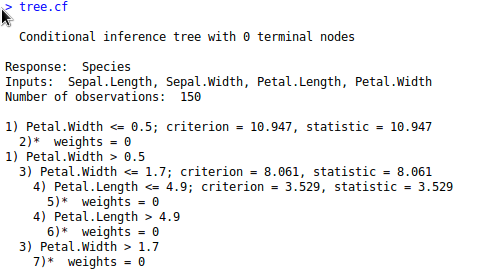 > tree.cf
Conditional inference tree with 0 terminal nodes
Response:  Species
Inputs:  Sepal.Length, Sepal.Width, Petal.Length, Petal.Width
Number of observations:  150
1) Petal.Width <= 0.5; criterion = 10.947, statistic = 10.947
2)*  weights = 0
1) Petal.Width > 0.5
3) Petal.Width <= 1.7; criterion = 8.061, statistic = 8.061
4) Petal.Length <= 4.9; criterion = 3.529, statistic = 3.529
5)*  weights = 0
4) Petal.Length > 4.9
6)*  weights = 0
3) Petal.Width > 1.7
7)*  weights = 0